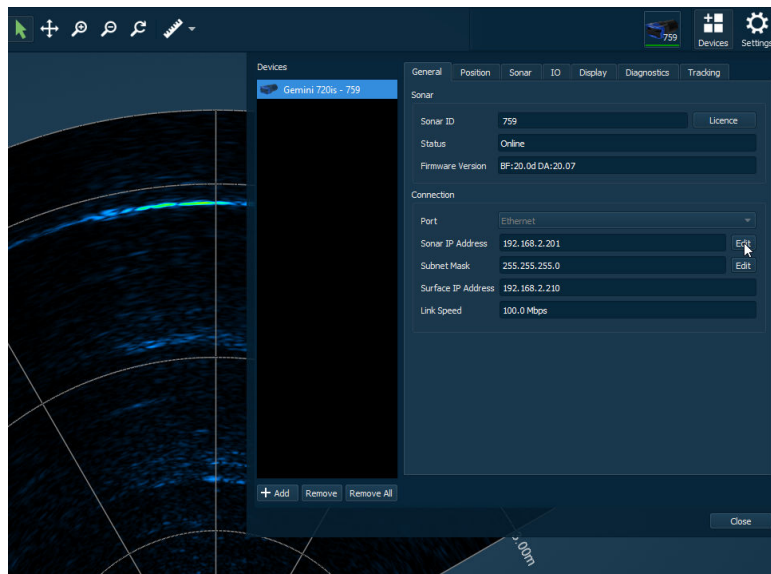 759
Devices
Settings
Devices
Gemini 720is - 759
General Position Sonar IO Display Diagnostics Tracking
Sonar
Sonar ID 759 Licence
Status Online
Firmware Version BF:20.0d DA:20.07
Connection
Port Ethernet
Sonar IP Address 192.168.2.201 Edit
Subnet Mask 255.255.255.0 Edit
Surface IP Address 192.168.2.210
Link Speed 100.0 Mbps
+ Add Remove Remove All
Close